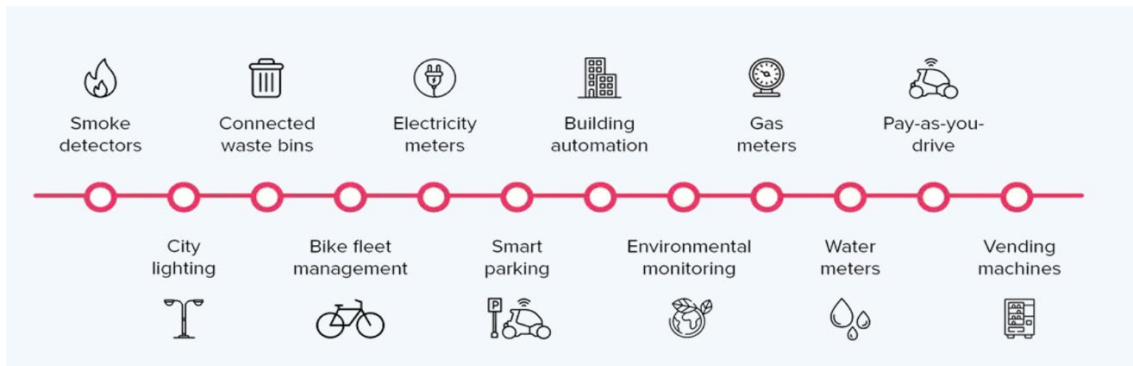 Smoke
detectors
Connected
waste bins
Electricity
meters
Building
automation
Gas
meters
Pay-as-you-
drive
City
lighting
Bike fleet
management
Smart
parking
Environmental
monitoring
Water
meters
Vending
machines
P